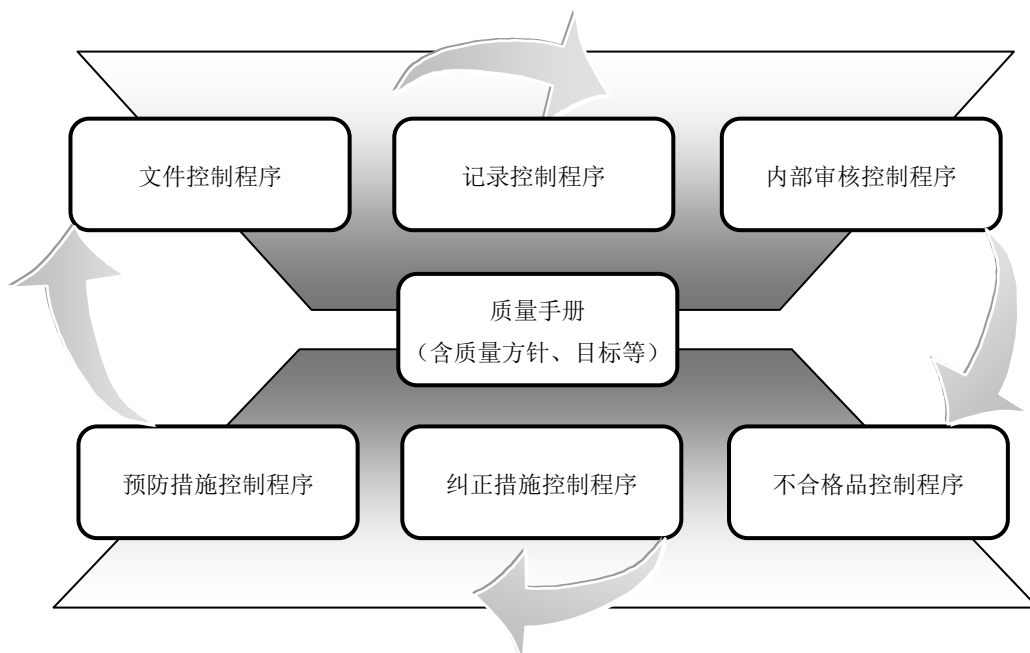 文件控制程序
记录控制程序
内部审核控制程序
质量手册
（含质量方针、目标等）
预防措施控制程序
纠正措施控制程序
不合格品控制程序